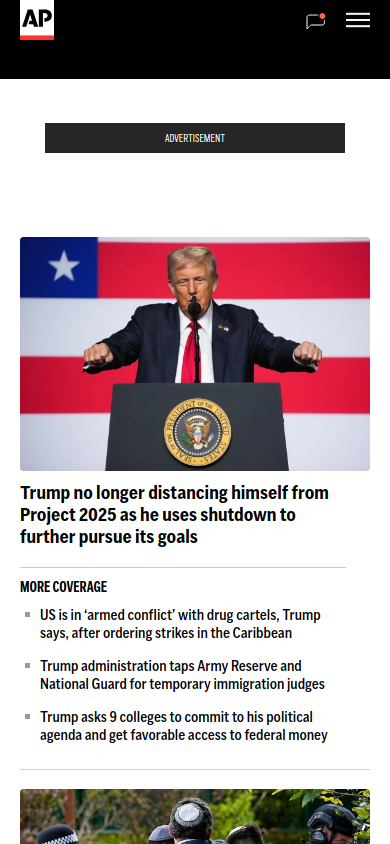 AP
ADVERTISEMENT
SEAL OF THE PRESIDENT OF THE UNITED STATES
Trump no longer distancing himself from
Project 2025 as he uses shutdown to
further pursue its goals
MORE COVERAGE
US is in ‘armed conflict’ with drug cartels, Trump
says, after ordering strikes in the Caribbean
Trump administration taps Army Reserve and
National Guard for temporary immigration judges
Trump asks 9 colleges to commit to his political
agenda and get favorable access to federal money